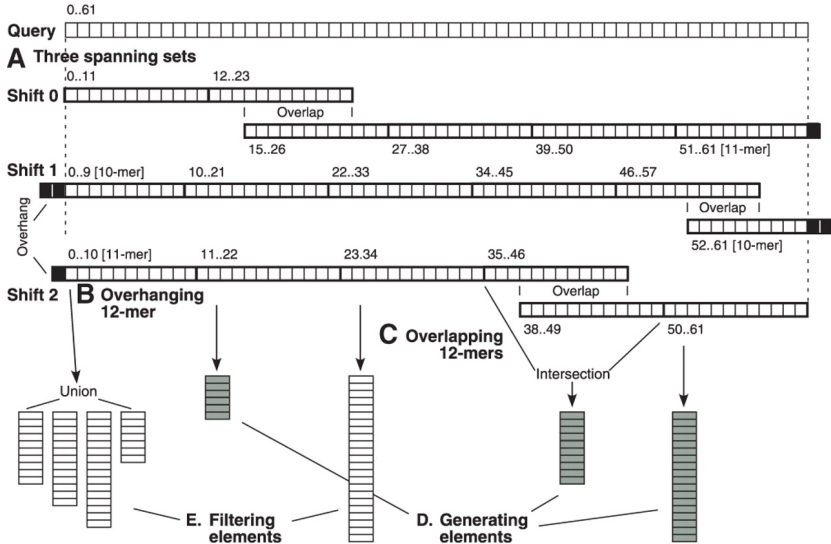 0..61
Query
A Three spanning sets
0..11 12..23
Shift 0
Overlap
15..26 27..38 39..50 51..61 [11-mer]
Shift 1
0..9 [10-mer] 10..21 22..33 34..45 46..57
Overlap
Overhang
52..61 [10-mer]
0..10 [11-mer] 11..22 23.34 35..46
Shift 2
B Overhanging
12-mer
Overlap
38..49 50..61
C Overlapping
12-mers
Intersection
Union
E. Filtering
elements
D. Generating
elements